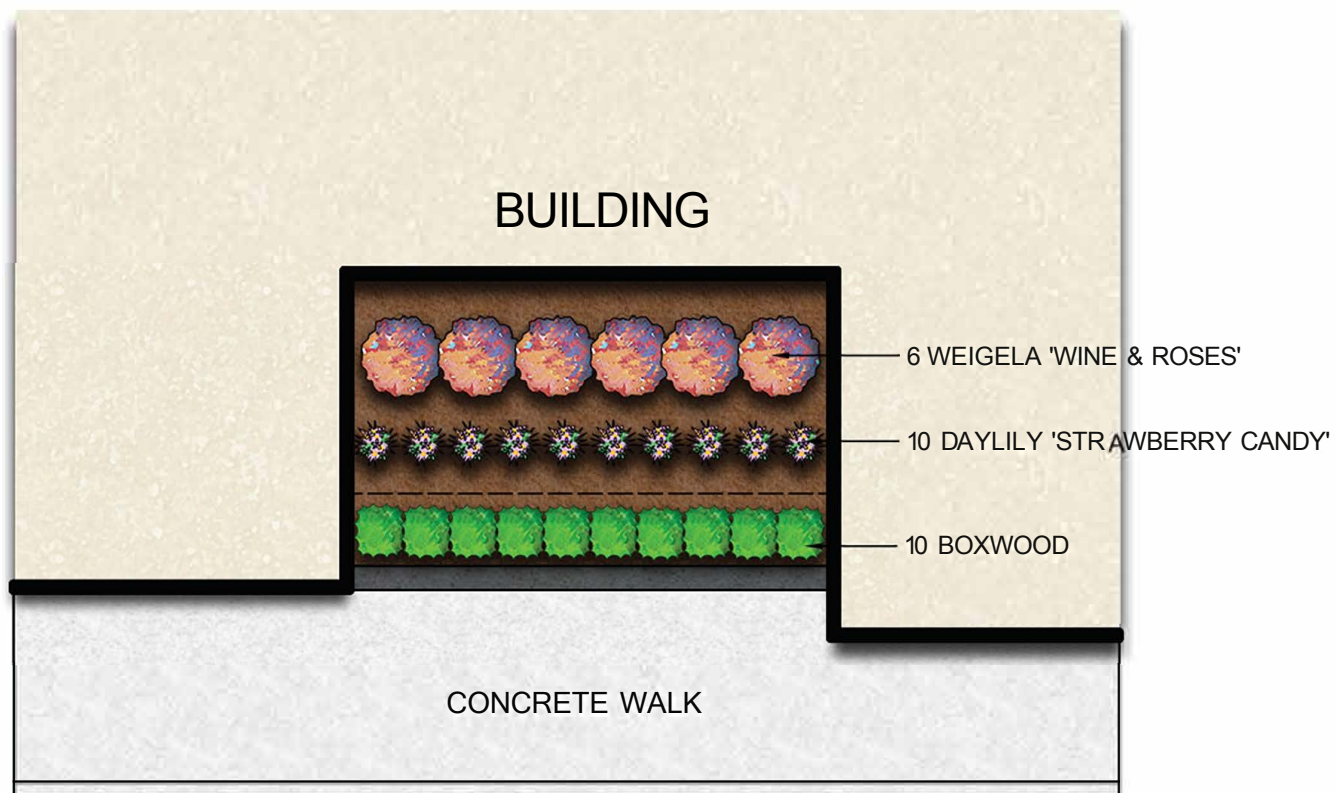 BUILDING
6 WEIGELA 'WINE & ROSES'
10 DAYLILY 'STRAWBERRY CANDY'
10 BOXWOOD
CONCRETE WALK